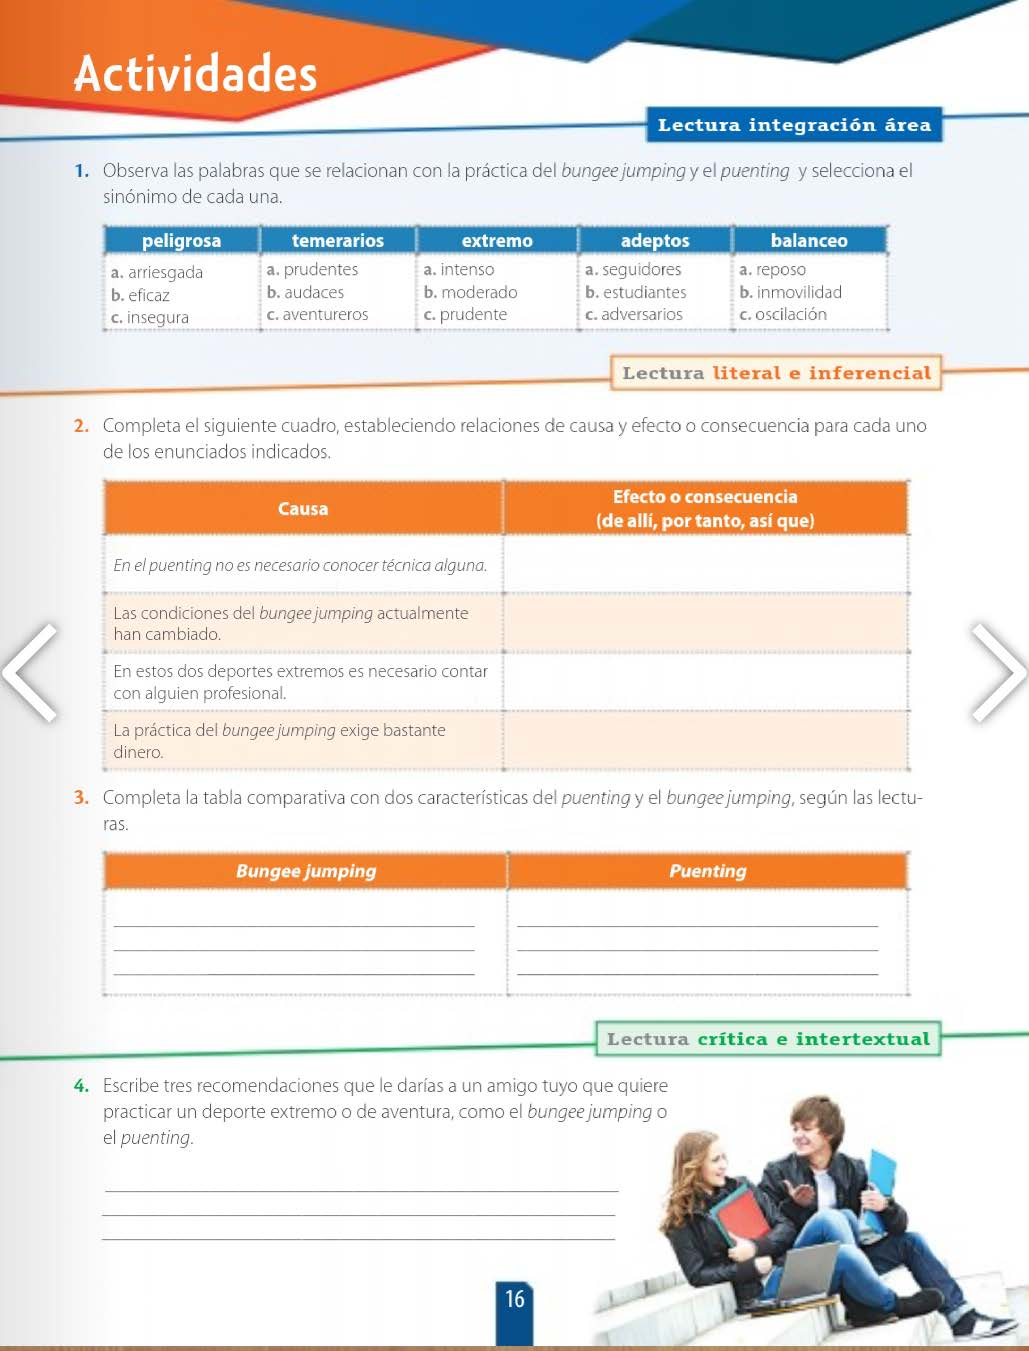 Actividades
Lectura integración área
1. Observa las palabras que se relacionan con la práctica del bungee jumping y el puenting y selecciona el
sinónimo de cada una.
peligrosa temerarios extremo adeptos balanceo
a. arriesgada a. prudentes a. intenso a. seguidores a. reposo
b. eficaz b. audaces b. moderado b. estudiantes b. inmovilidad
c. insegura c. aventureros c. prudente c. adversarios c. oscilación
Lectura literal e inferencial
2. Completa el siguiente cuadro, estableciendo relaciones de causa y efecto o consecuencia para cada uno
de los enunciados indicados.
Causa
Efecto o consecuencia
(de allí, por tanto, así que)
En el puenting no es necesario conocer técnica alguna.
Las condiciones del bungee jumping actualmente
han cambiado.
En estos dos deportes extremos es necesario contar
con alguien profesional.
La práctica del bungee jumping exige bastante
dinero.
3. Completa la tabla comparativa con dos características del puenting y el bungee jumping, según las lectu-
ras.
Bungee jumping Puenting
Lectura crítica e intertextual
4. Escribe tres recomendaciones que le darías a un amigo tuyo que quiere
practicar un deporte extremo o de aventura, como el bungee jumping o
el puenting.
16